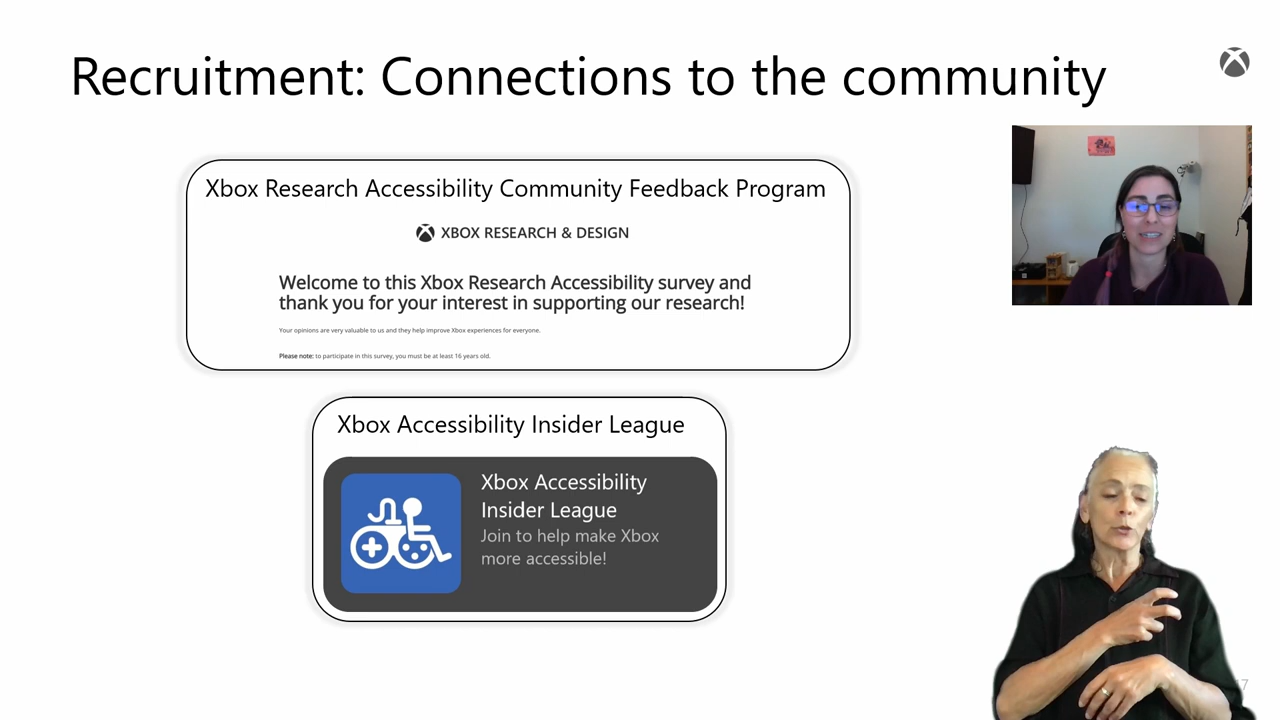 Recruitment: Connections to the community
Xbox Research Accessibility Community Feedback Program
XBOX RESEARCH & DESIGN
Welcome to this Xbox Research Accessibility survey and
thank you for your interest in supporting our research!
Your opinions are very valuable to us and they help improve Xbox experiences for everyone.
Please note: to participate in this survey, you must be at least 16 years old.
Xbox Accessibility Insider League
Xbox Accessibility
Insider League
Join to help make Xbox
more accessible!